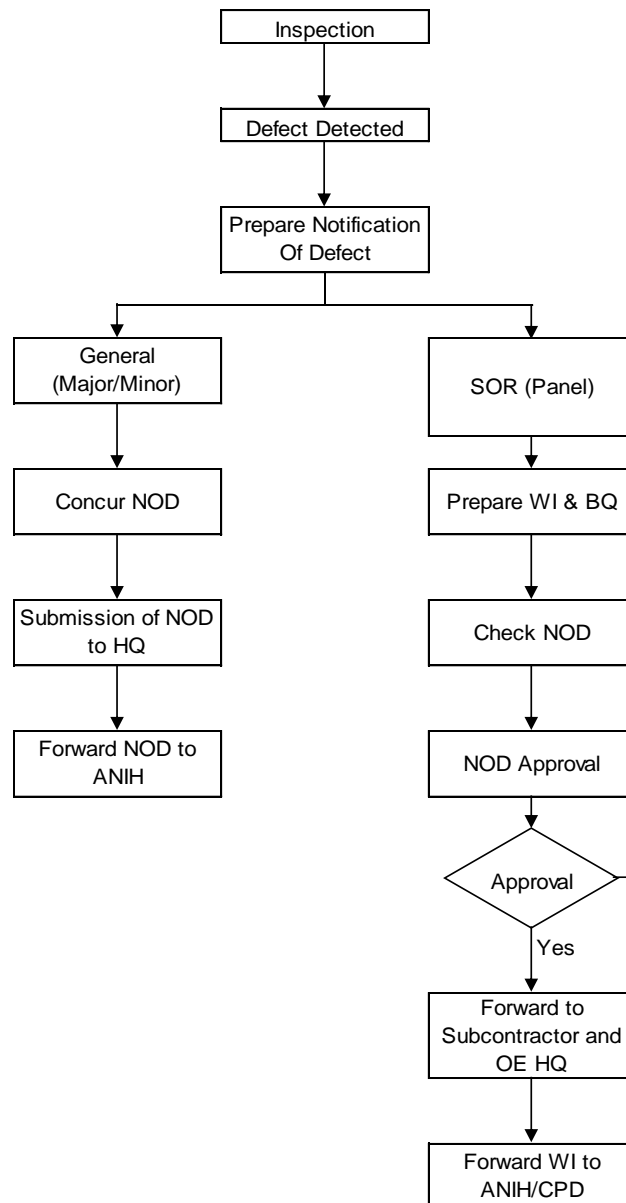 Inspection
Defect Detected
Prepare Notification
Of Defect
General
(Major/Minor)
SOR (Panel)
Concur NOD
Prepare WI & BQ
Submission of NOD
to HQ
Check NOD
Forward NOD to
ANIH
NOD Approval
Approval
Yes
Forward to
Subcontractor and
OE HQ
Forward WI to
ANIH/CPD